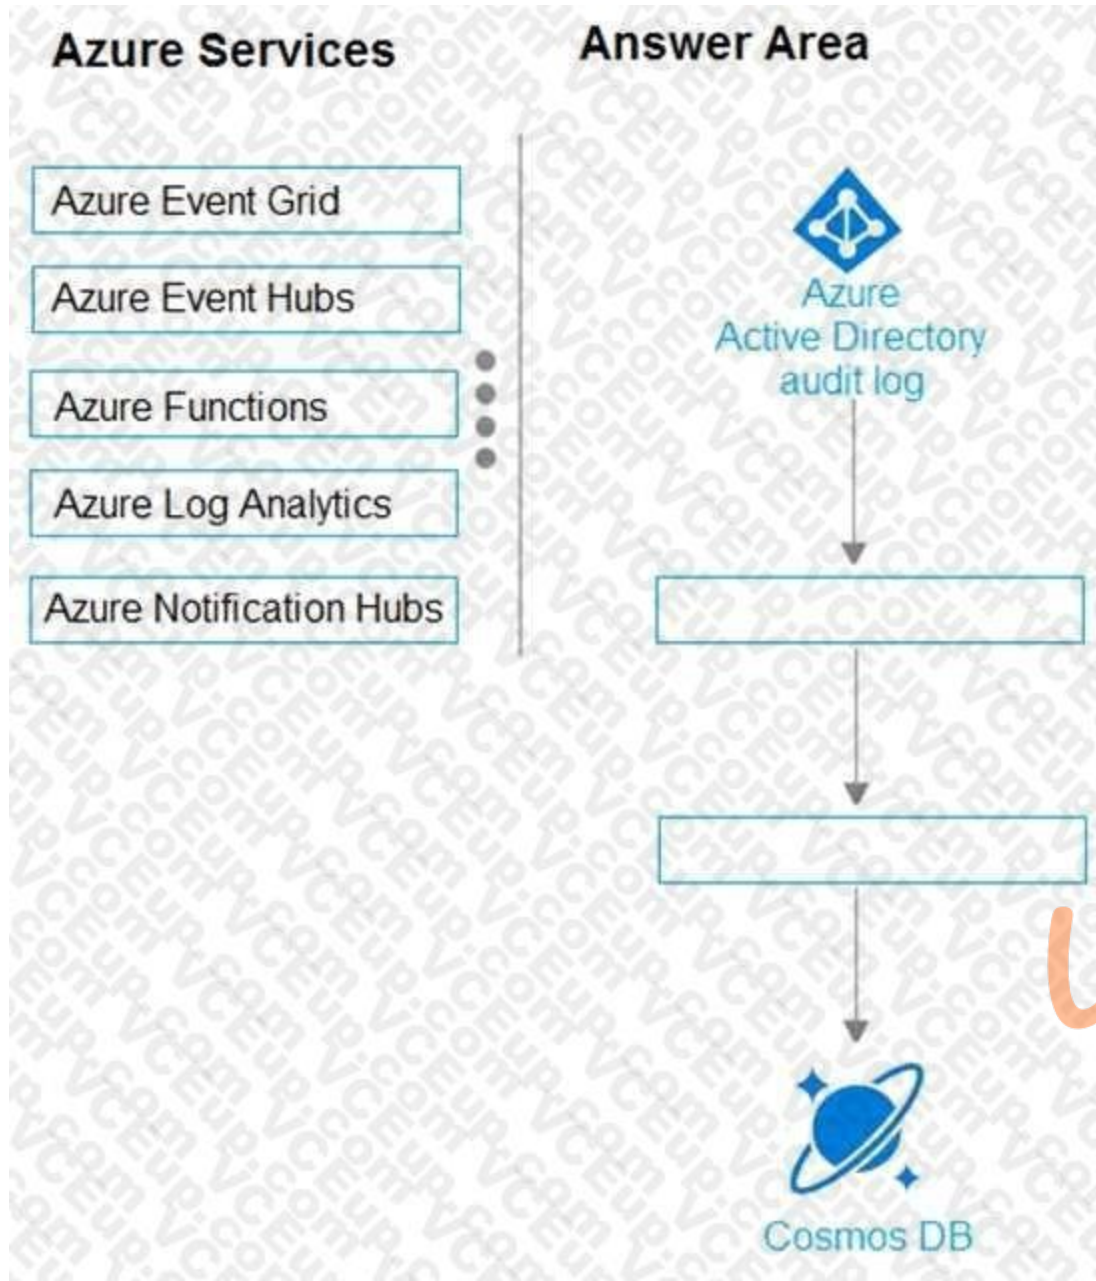 Azure Services
Answer Area
Azure Event Grid
Azure Event Hubs
Azure Functions
Azure Log Analytics
Azure Notification Hubs
Azure
Active Directory
audit log
Cosmos DB